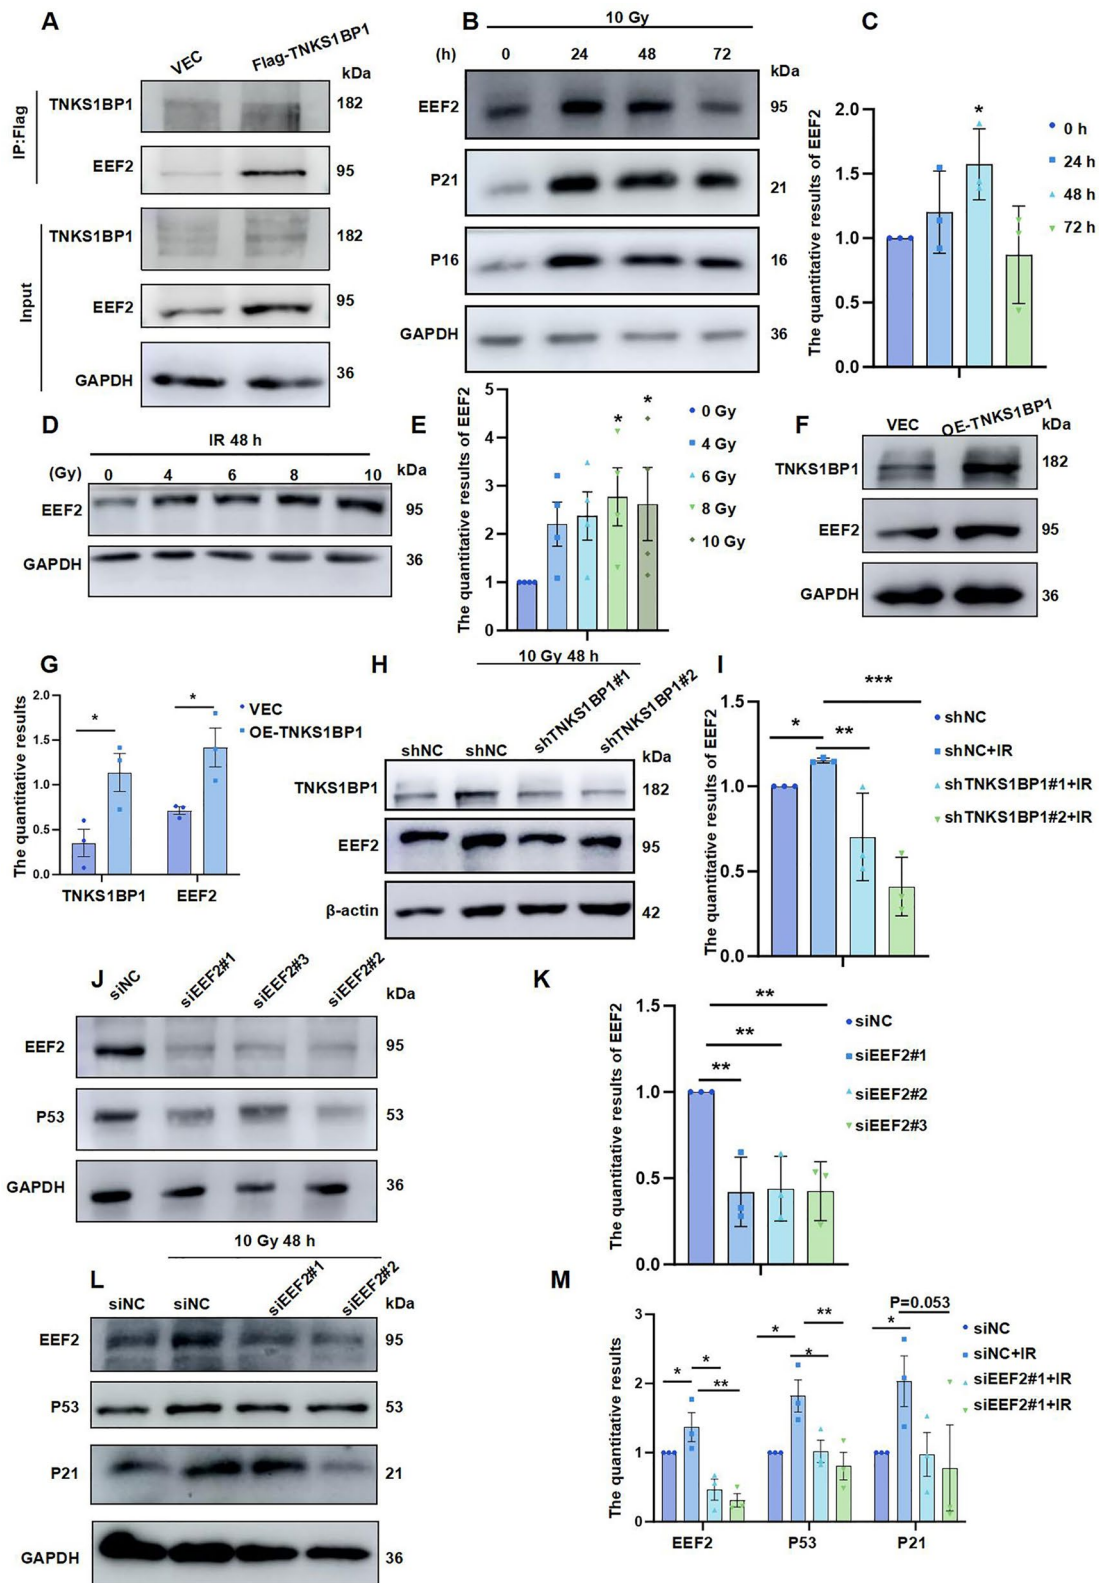 A
VEC
Flag-TNKS1BP1
kDa
IP:Flag
TNKS1BP1
182
EEF2
95
Input
TNKS1BP1
182
EEF2
95
GAPDH
36
B
10 Gy
(h)
0
24
48
72
kDa
EEF2
95
P21
21
P16
16
GAPDH
36
C
The quantitative results of EEF2
2.0
1.5
1.0
0.5
0.0
*
0 h
24 h
48 h
72 h
D
IR 48 h
(Gy)
0
4
6
8
10
kDa
EEF2
95
GAPDH
36
E
The quantitative results of EEF2
5
4
3
2
1
0
*
*
0 Gy
4 Gy
6 Gy
8 Gy
10 Gy
F
VEC
OE-TNKS1BP1
kDa
TNKS1BP1
182
EEF2
95
GAPDH
36
G
The quantitative results
2.0
1.5
1.0
0.5
0.0
*
*
TNKS1BP1
EEF2
VEC
OE-TNKS1BP1
H
10 Gy 48 h
shNC
shNC
shTNKS1BP1#1
shTNKS1BP1#2
kDa
TNKS1BP1
182
EEF2
95
β-actin
42
I
The quantitative results of EEF2
1.5
1.0
0.5
0.0
*
**
***
shNC
shNC+IR
shTNKS1BP1#1+IR
shTNKS1BP1#2+IR
J
siNC
siEEF2#1
siEEF2#3
siEEF2#2
kDa
EEF2
95
P53
53
GAPDH
36
K
The quantitative results of EEF2
1.5
1.0
0.5
0.0
**
**
**
siNC
siEEF2#1
siEEF2#2
siEEF2#3
L
10 Gy 48 h
siNC
siNC
siEEF2#1
siEEF2#2
kDa
EEF2
95
P53
53
P21
21
GAPDH
36
M
The quantitative results
3
2
1
0
*
*
**
*
*
**
*
P=0.053
EEF2
P53
P21
siNC
siNC+IR
siEEF2#1+IR
siEEF2#1+IR